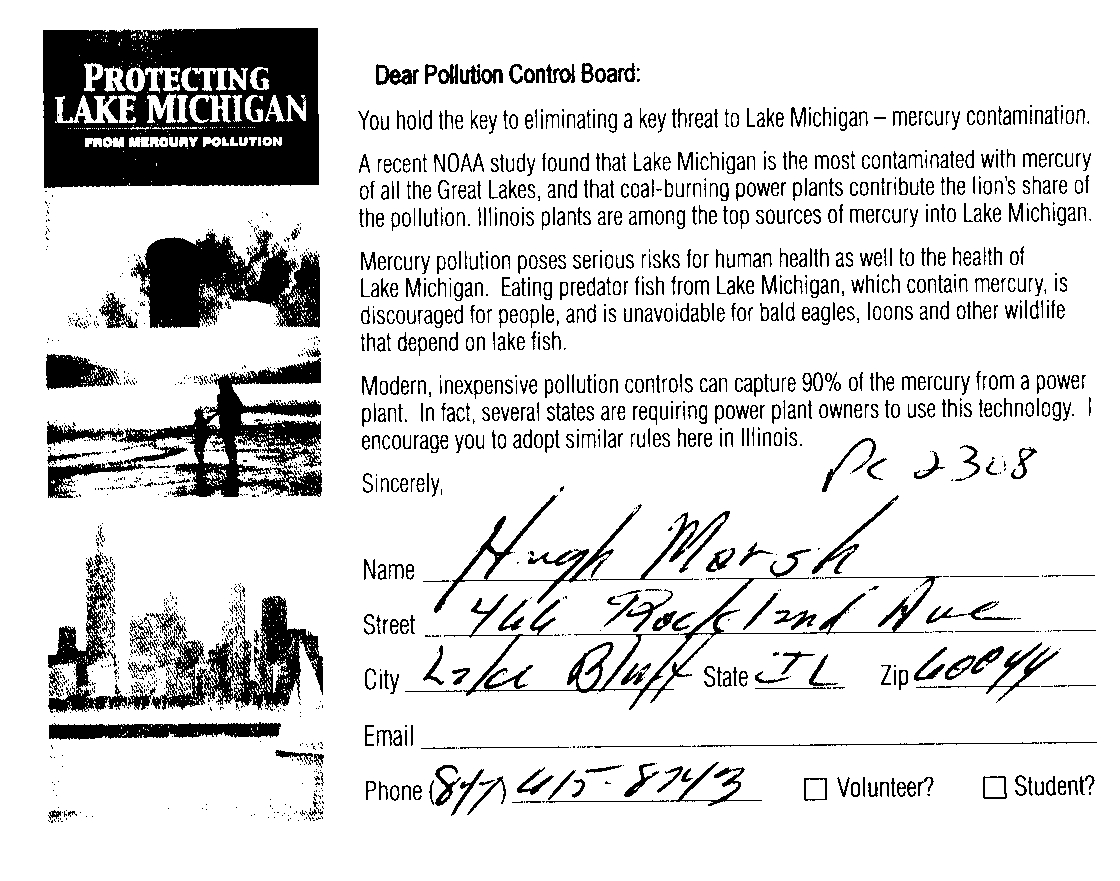 PROTECTING
LAKE MICHIGAN
FROM MERCURY POLLUTION
Dear Pollution Control Board:
You hold the key to eliminating a key threat to Lake Michigan – mercury contamination.
A recent NOAA study found that Lake Michigan is the most contaminated with mercury
of all the Great Lakes, and that coal-burning power plants contribute the lion's share of
the pollution. Illinois plants are among the top sources of mercury into Lake Michigan.
Mercury pollution poses serious risks for human health as well to the health of
Lake Michigan. Eating predator fish from Lake Michigan, which contain mercury, is
discouraged for people, and is unavoidable for bald eagles, loons and other wildlife
that depend on lake fish.
Modern, inexpensive pollution controls can capture 90% of the mercury from a power
plant. In fact, several states are requiring power plant owners to use this technology. I
encourage you to adopt similar rules here in Illinois.
PC 2308
Sincerely,
Name Hugh Marsh
Street 466 Rockland Ave
City Lake Bluff State IL Zip 60044
Email
Phone (847) 615-8743
Volunteer? Student?